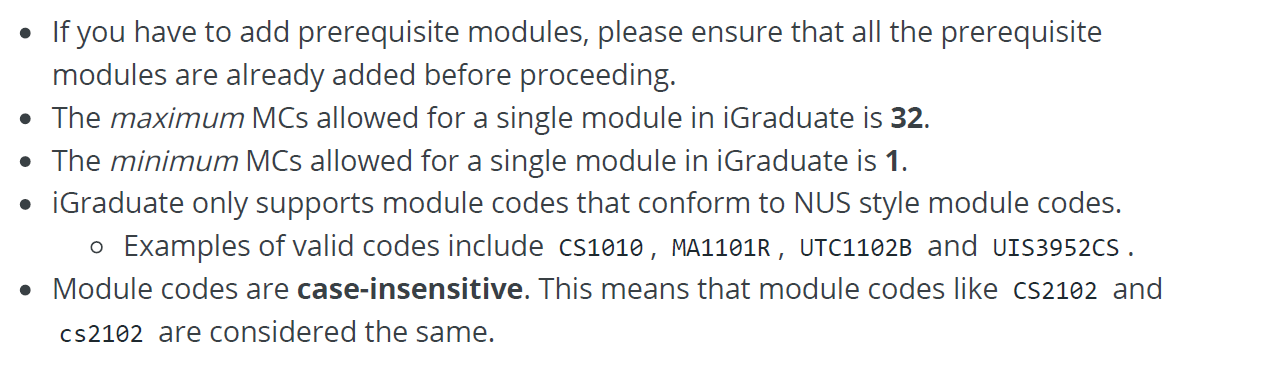 • If you have to add prerequisite modules, please ensure that all the prerequisite
modules are already added before proceeding.
• The maximum MCs allowed for a single module in iGraduate is 32.
• The minimum MCs allowed for a single module in iGraduate is 1.
• iGraduate only supports module codes that conform to NUS style module codes.
○ Examples of valid codes include CS1010, MA1101R, UTC1102B and UIS3952CS.
• Module codes are case-insensitive. This means that module codes like CS2102 and
cs2102 are considered the same.